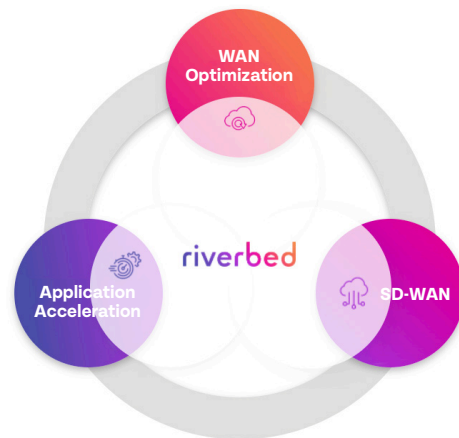 WAN
Optimization
riverbed
Application
Acceleration
SD-WAN